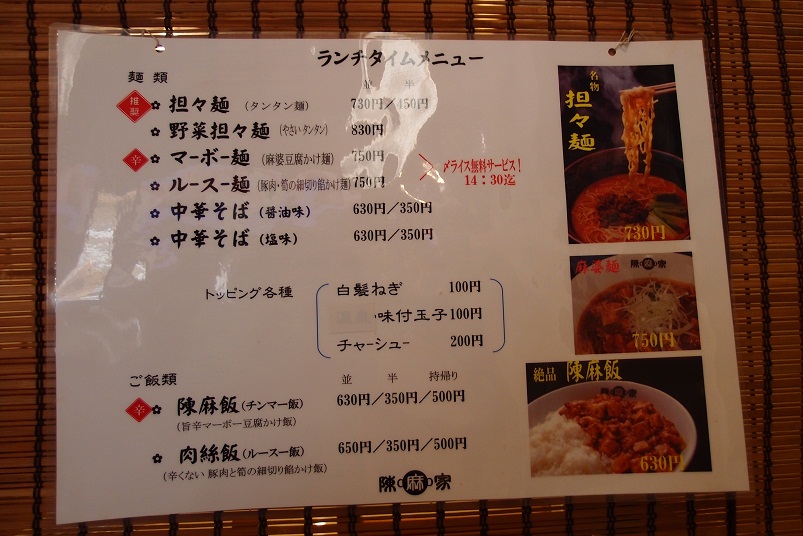 ランチタイムメニュー
麺類 並 半
推奨 担々麺 (タンタン麺) 730円/450円
野菜担々麺 (やさいタンタン) 830円
辛 マーボー麺 (麻婆豆腐かけ麺) 750円
ルースー麺 (豚肉・筍の細切り餡かけ麺) 750円
〆ライス無料サービス!
14:30迄
中華そば (醤油味) 630円/350円
中華そば (塩味) 630円/350円
トッピング各種
白髪ねぎ 100円
・味付玉子 100円
チャーシュー 200円
ご飯類 並 半 持帰り
辛 陳麻飯 (チンマー飯) 630円/350円/500円
(旨辛マーボー豆腐かけ飯)
肉絲飯 (ルースー飯) 650円/350円/500円
(辛くない 豚肉と筍の細切り餡かけ飯)
陳麻家
名物
担々麺
730円
麻婆麺
陳麻家
750円
絶品 陳麻飯
陳麻家
630円